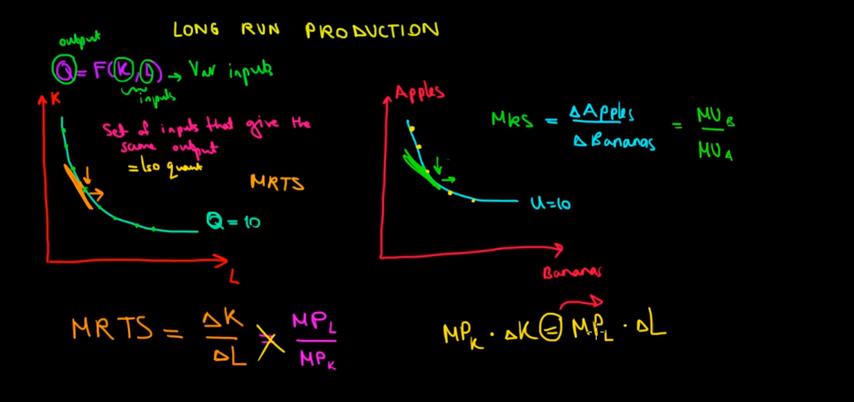 LONG RUN PRODUCTION
output
Q = F(K, L) → Var inputs
inputs
K
Set of inputs that give the
same output
= Iso quant
MRTS
Q = 10
L
Apples
MRS = ΔApples / ΔBananas = MU_B / MU_A
U=10
Bananas
MRTS = ΔK / ΔL = MP_L / MP_K
MP_K · ΔK = MP_L · ΔL